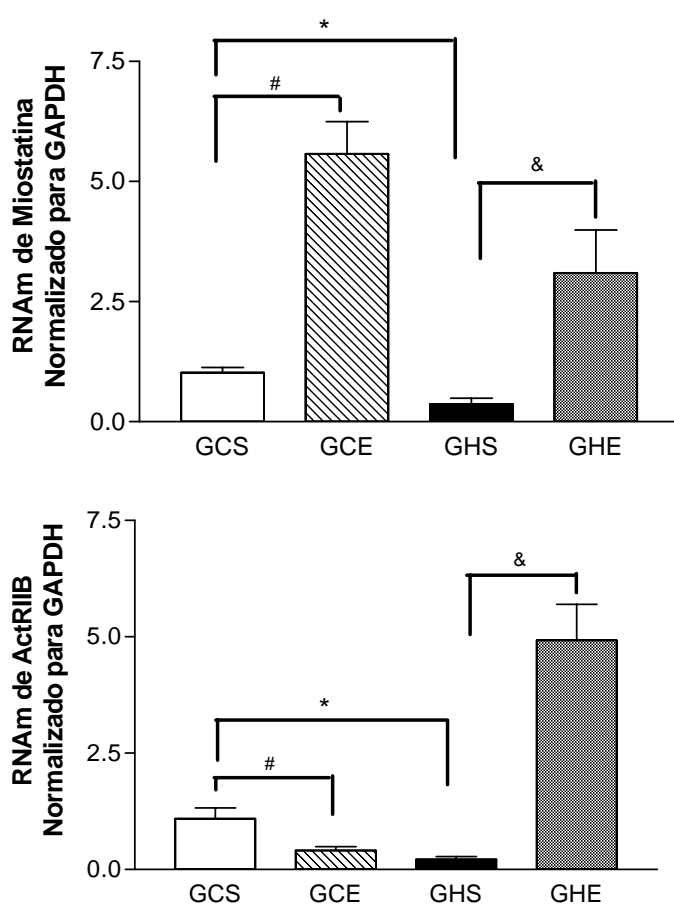 *
#
&
7.5
5.0
2.5
0.0
RNAm de Miostatina
Normalizado para GAPDH
GCS GCE GHS GHE
7.5
5.0
2.5
0.0
RNAm de ActRIIB
Normalizado para GAPDH
&
*
#
GCS GCE GHS GHE